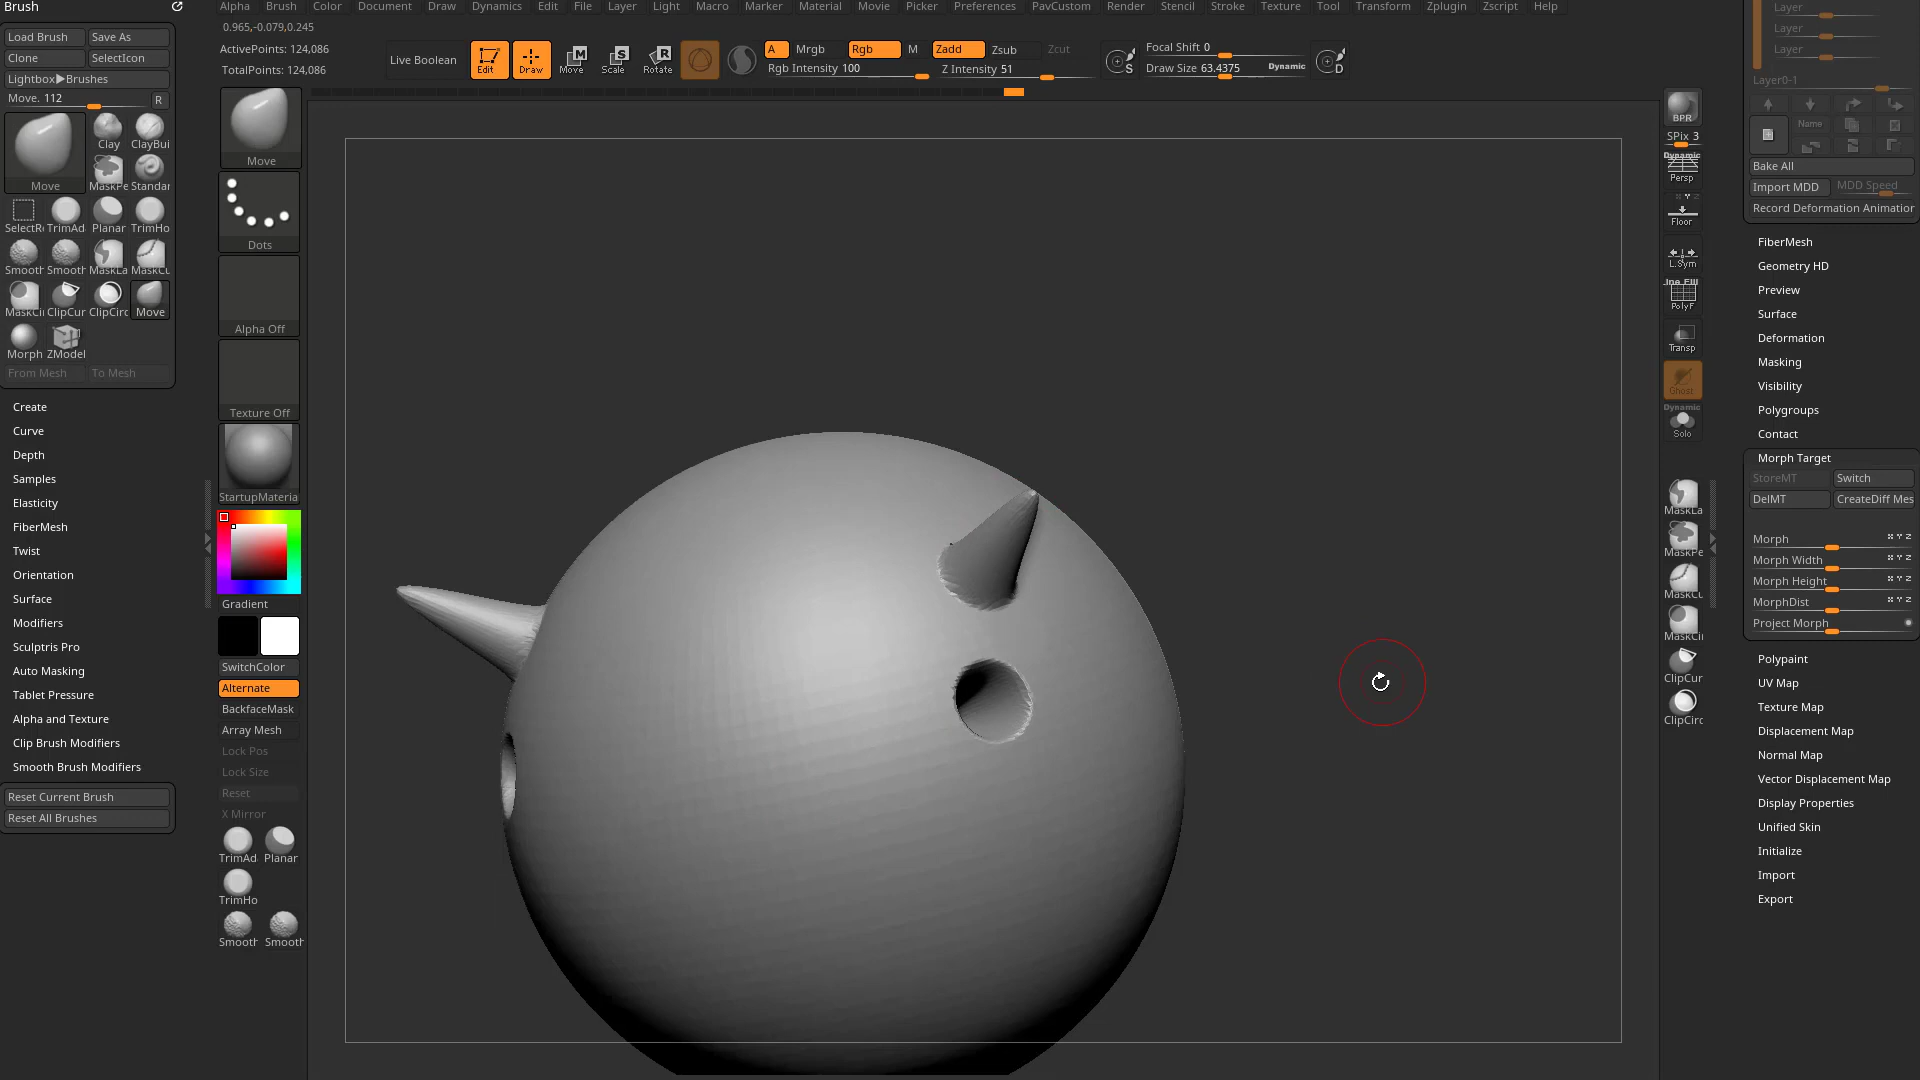 Brush
Alpha Brush Color Document Draw Dynamics Edit File Layer Light Macro Marker Material Movie Picker Preferences PavCustom Render Stencil Stroke Texture Tool Transform Zplugin Zscript Help
0.965,-0.079,0.245
Load Brush Save As
Clone SelectIcon
Lightbox▶Brushes
Move. 112 R
Move
Clay ClayBui
MaskPe Standar
SelectRe TrimAd Planar TrimHo
Smooth Smooth MaskLa MaskCu
MaskCir ClipCur ClipCirc Move
Morph ZModel
From Mesh To Mesh
Create
Curve
Depth
Samples
Elasticity
FiberMesh
Twist
Orientation
Surface
Modifiers
Sculptris Pro
Auto Masking
Tablet Pressure
Alpha and Texture
Clip Brush Modifiers
Smooth Brush Modifiers
Reset Current Brush
Reset All Brushes
ActivePoints: 124,086
TotalPoints: 124,086
Live Boolean
Edit Draw Move Scale Rotate
A Mrgb Rgb M Zadd Zsub Zcut
Rgb Intensity 100 Z Intensity 51
Focal Shift 0
Draw Size 63.4375 Dynamic
S D
Move
Dots
Alpha Off
Texture Off
StartupMateria
Gradient
SwitchColor
Alternate
BackfaceMask
Array Mesh
Lock Pos
Lock Size
Reset
X Mirror
TrimAd Planar
TrimHo
Smooth Smooth
BPR
SPix 3
Dynamic
Persp
Floor
L.Sym
Line Fill
PolyF
Transp
Ghost
Dynamic
Solo
MaskLa
MaskPe
MaskCu
MaskCir
ClipCur
ClipCirc
Layer
Layer
Layer
Layer0-1
Name
Bake All
Import MDD MDD Speed
Record Deformation Animation
FiberMesh
Geometry HD
Preview
Surface
Deformation
Masking
Visibility
Polygroups
Contact
Morph Target
StoreMT Switch
DelMT CreateDiff Mes
Morph X Y Z
Morph Width X Y Z
Morph Height X Y Z
MorphDist X Y Z
Project Morph
Polypaint
UV Map
Texture Map
Displacement Map
Normal Map
Vector Displacement Map
Display Properties
Unified Skin
Initialize
Import
Export